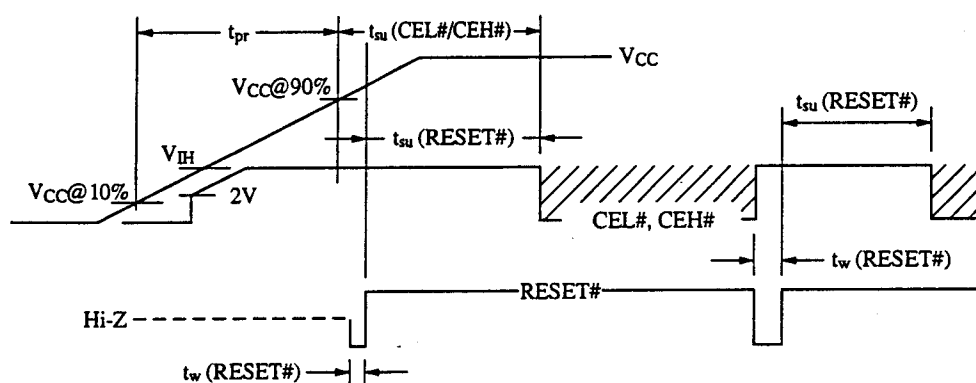 tpr
tsu (CEL#/CEH#)
VCC
VCC@90%
tsu (RESET#)
tsu (RESET#)
VIH
VCC@10%
2V
CEL#, CEH#
tw (RESET#)
RESET#
Hi-Z
tw (RESET#)